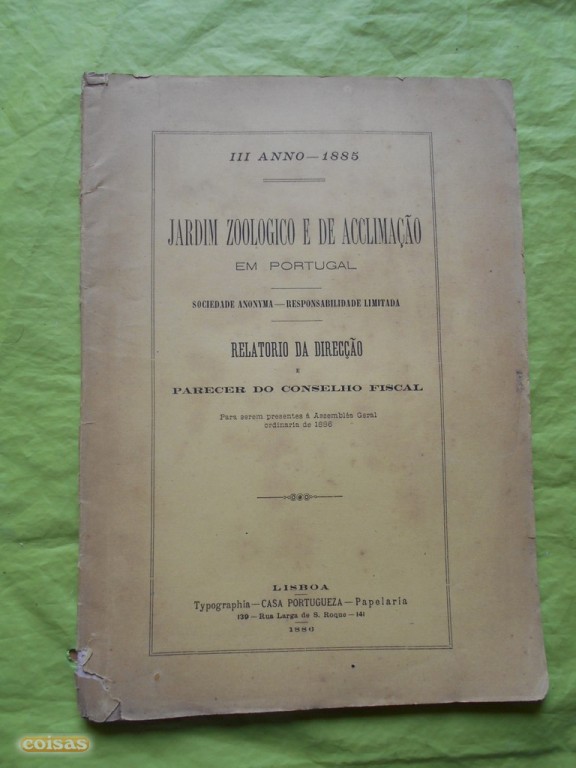 III ANNO—1885
JARDIM ZOOLOGICO E DE ACCLIMAÇÃO
EM PORTUGAL
SOCIEDADE ANONYMA—RESPONSABILIDADE LIMITADA
RELATORIO DA DIRECÇÃO
E
PARECER DO CONSELHO FISCAL
Para serem presentes á Assembléa Geral
ordinaria de 1886
LISBOA
Typographia—CASA PORTUGUEZA—Papelaria
139—Rua Larga de S. Roque—141
1886
coisas